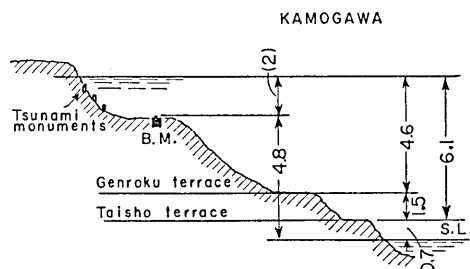 KAMOGAWA
(2)
Tsunami
monuments
B.M.
4.8
4.6
6.1
Genroku terrace
1.5
Taisho terrace
S.L.
0.7